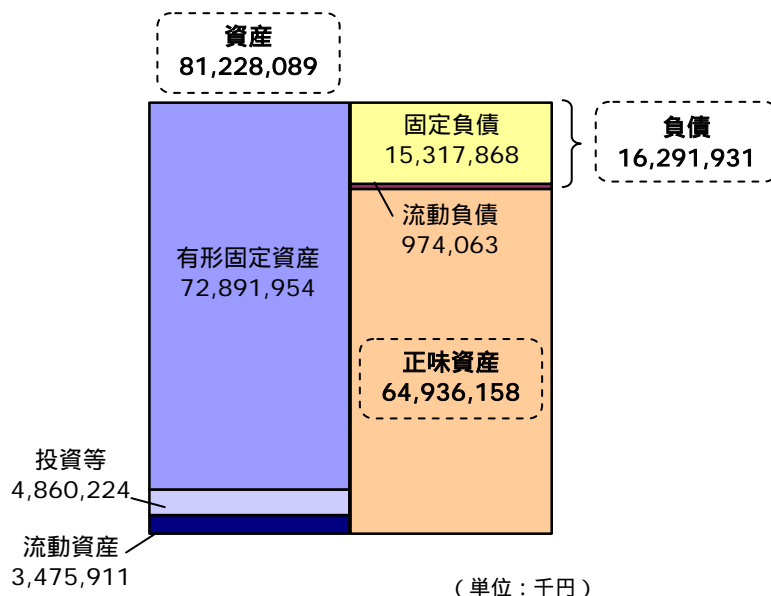 資産
81,228,089
固定負債
15,317,868
負債
16,291,931
流動負債
974,063
有形固定資産
72,891,954
正味資産
64,936,158
投資等
4,860,224
流動資産
3,475,911
（単位：千円）